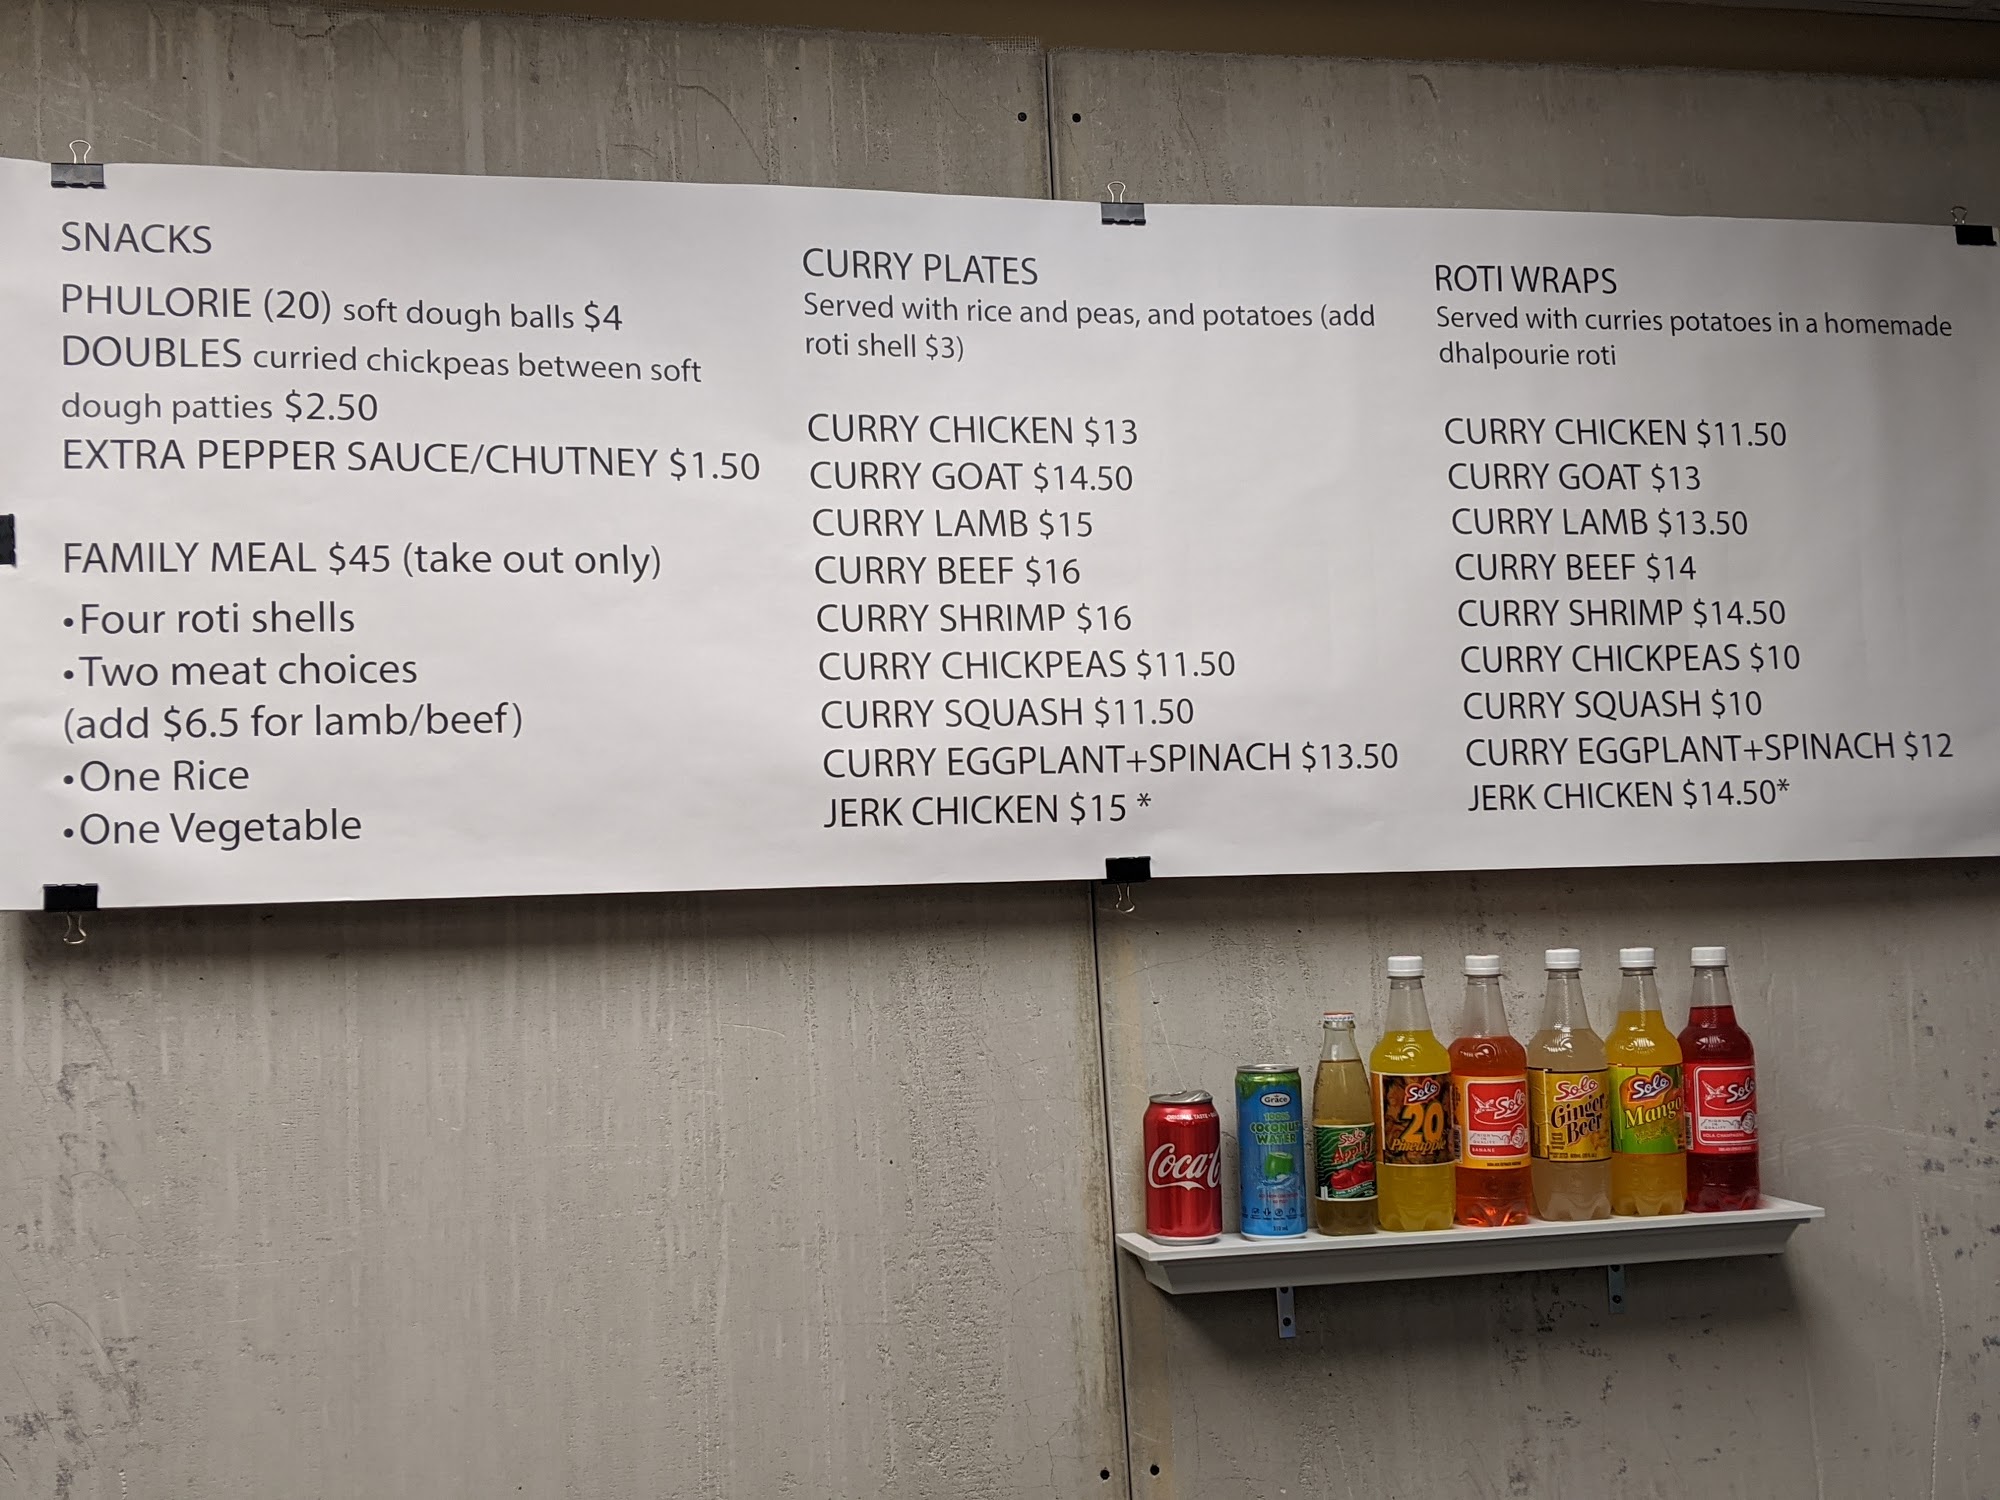 SNACKS
PHULORIE (20) soft dough balls $4
DOUBLES curried chickpeas between soft
dough patties $2.50
EXTRA PEPPER SAUCE/CHUTNEY $1.50
FAMILY MEAL $45 (take out only)
•Four roti shells
•Two meat choices
(add $6.5 for lamb/beef)
•One Rice
•One Vegetable
CURRY PLATES
Served with rice and peas, and potatoes (add
roti shell $3)
CURRY CHICKEN $13
CURRY GOAT $14.50
CURRY LAMB $15
CURRY BEEF $16
CURRY SHRIMP $16
CURRY CHICKPEAS $11.50
CURRY SQUASH $11.50
CURRY EGGPLANT+SPINACH $13.50
JERK CHICKEN $15 *
ROTI WRAPS
Served with curries potatoes in a homemade
dhalpourie roti
CURRY CHICKEN $11.50
CURRY GOAT $13
CURRY LAMB $13.50
CURRY BEEF $14
CURRY SHRIMP $14.50
CURRY CHICKPEAS $10
CURRY SQUASH $10
CURRY EGGPLANT+SPINACH $12
JERK CHICKEN $14.50*
Coca-C
Grace
100%
COCONUT
WATER
Solo
Apple
Solo
20
Pineapple
Solo
BANANE
Solo
Ginger
Beer
Solo
Mango
Solo
KOLA CHAMPAGNE